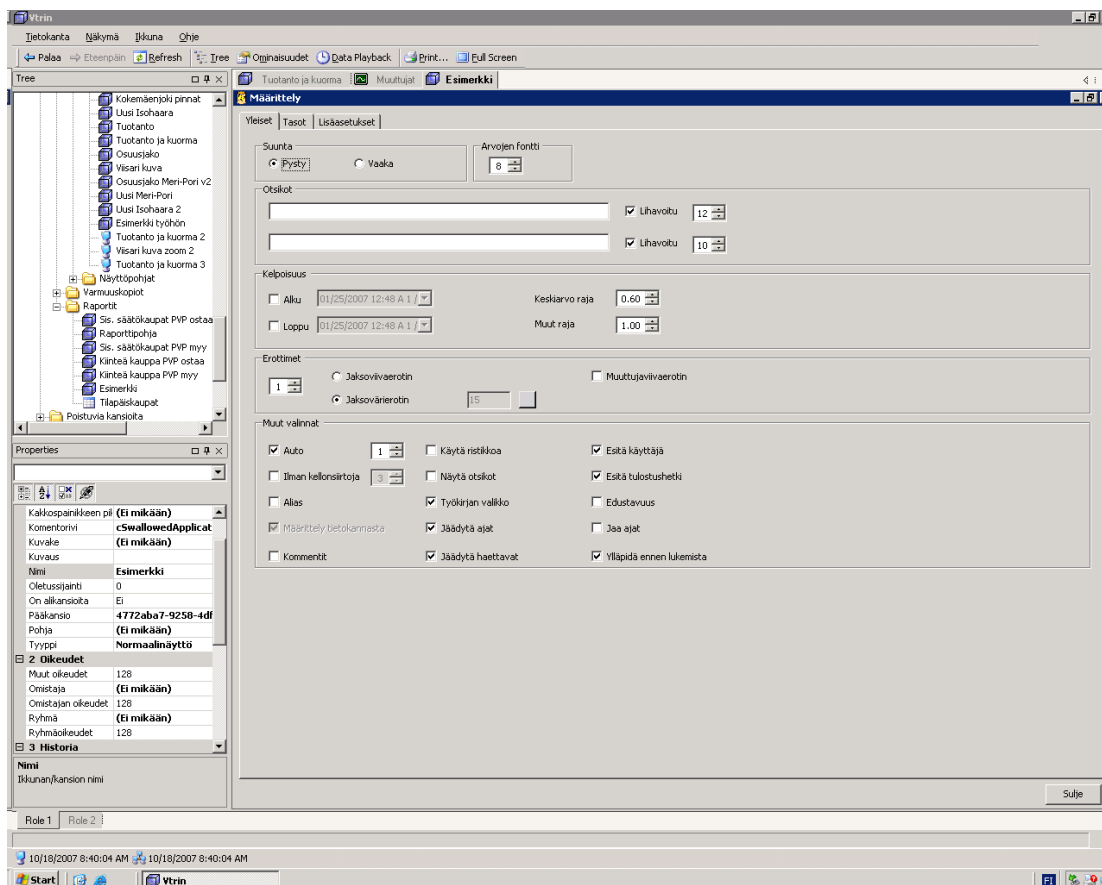 Vtrin
Tietokanta Näkymä Ikkuna Ohje
Palaa Eteenpäin Refresh Tree Ominaisuudet Data Playback Print... Full Screen
Tree
Kokemäenjoki pinnat
Uusi Isohaara
Tuotanto
Tuotanto ja kuorma
Osuusjako
Viisari kuva
Osuusjako Meri-Pori v2
Uusi Meri-Pori
Uusi Isohaara 2
Esimerkki työhön
Tuotanto ja kuorma 2
Viisari kuva zoom 2
Tuotanto ja kuorma 3
Näyttöpohjat
Varmuuskopiot
Raportit
Sis. säätökaupat PVP ostaa
Raporttipohja
Sis. säätökaupat PVP myy
Kiinteä kauppa PVP ostaa
Kiinteä kauppa PVP myy
Esimerkki
Tilapäiskaupat
Poistuvia kansioita
Properties
Kakkospainikkeen pil (Ei mikään)
Komentorivi cSwallowedApplicat
Kuvake (Ei mikään)
Kuvaus
Nimi Esimerkki
Oletussijainti 0
On alikansioita Ei
Pääkansio 4772aba7-9258-4df
Pohja (Ei mikään)
Tyyppi Normaalinäyttö
2 Oikeudet
Muut oikeudet 128
Omistaja (Ei mikään)
Omistajan oikeudet 128
Ryhmä (Ei mikään)
Ryhmäoikeudet 128
3 Historia
Nimi
Ikkunan/kansion nimi
Tuotanto ja kuorma Muuttujat Esimerkki
Määrittely
Yleiset Tasot Lisäasetukset
Suunta Arvojen fontti
Pysty Vaaka 8
Otsikot
Lihavoitu 12
Lihavoitu 10
Kelpoisuus
Alku 01/25/2007 12:48 A 1 / Keskiarvo raja 0.60
Loppu 01/25/2007 12:48 A 1 / Muut raja 1.00
Erottimet
1 Jaksoviivaerotin Muuttujaviivaerotin
Jaksovärierotin 15
Muut valinnat
Auto 1 Käytä ristikkoa Esitä käyttäjä
Ilman kellonsiirtoja 3 Näytä otsikot Esitä tulostushetki
Alias Työkirjan valikko Edustavuus
Määrittely tietokannasta Jäädytä ajat Jaa ajat
Kommentit Jäädytä haettavat Ylläpidä ennen lukemista
Sulje
Role 1 Role 2
10/18/2007 8:40:04 AM 10/18/2007 8:40:04 AM
Start Vtrin FI